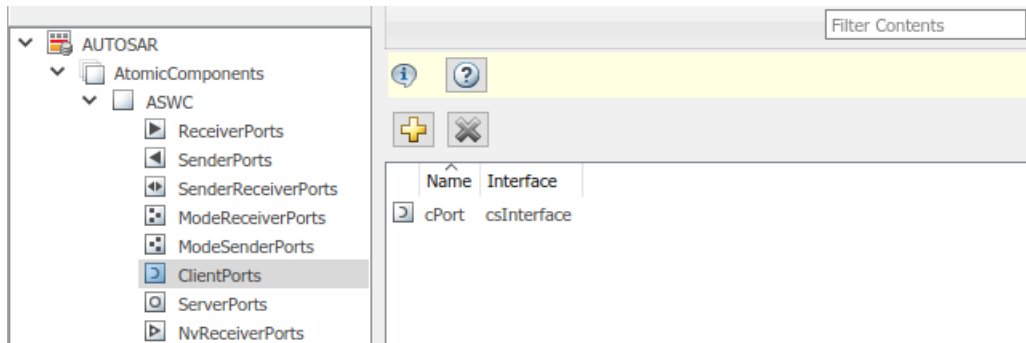 Filter Contents
AUTOSAR
AtomicComponents
ASWC
ReceiverPorts
SenderPorts
SenderReceiverPorts
ModeReceiverPorts
ModeSenderPorts
ClientPorts
ServerPorts
NvReceiverPorts
Name Interface
cPort csInterface